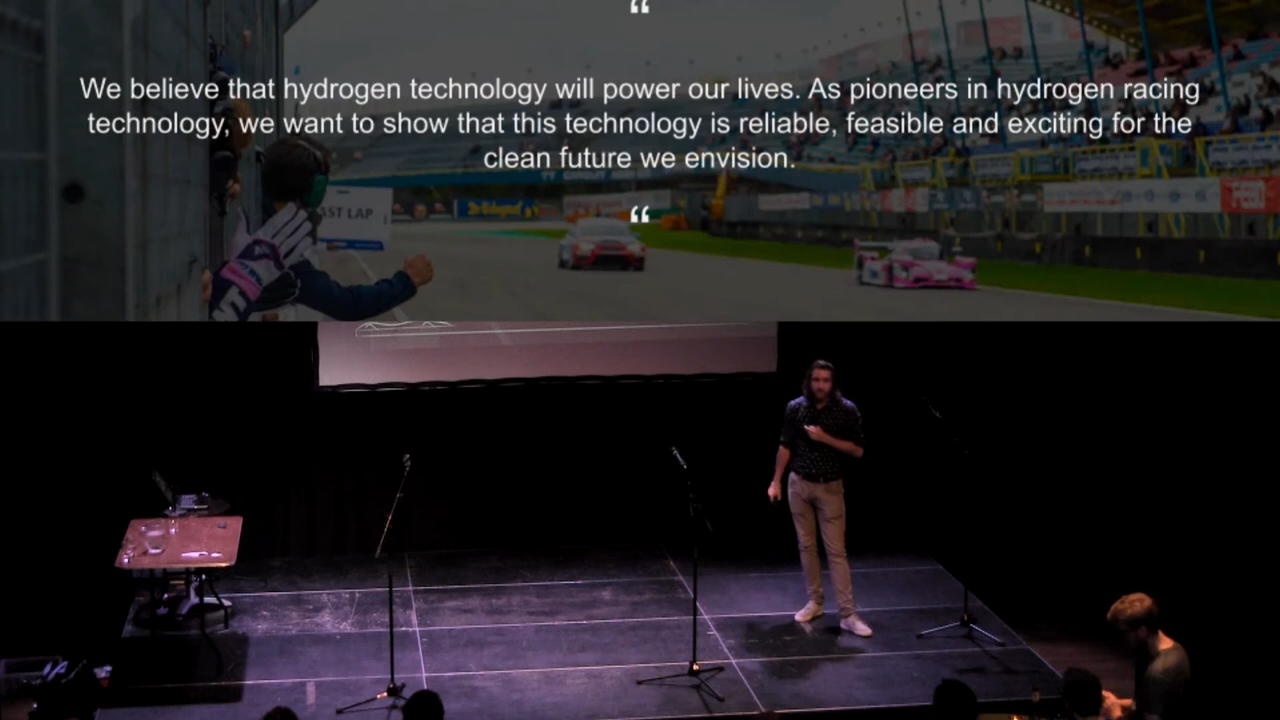 “
We believe that hydrogen technology will power our lives. As pioneers in hydrogen racing
technology, we want to show that this technology is reliable, feasible and exciting for the
clean future we envision.
“
AST LAP